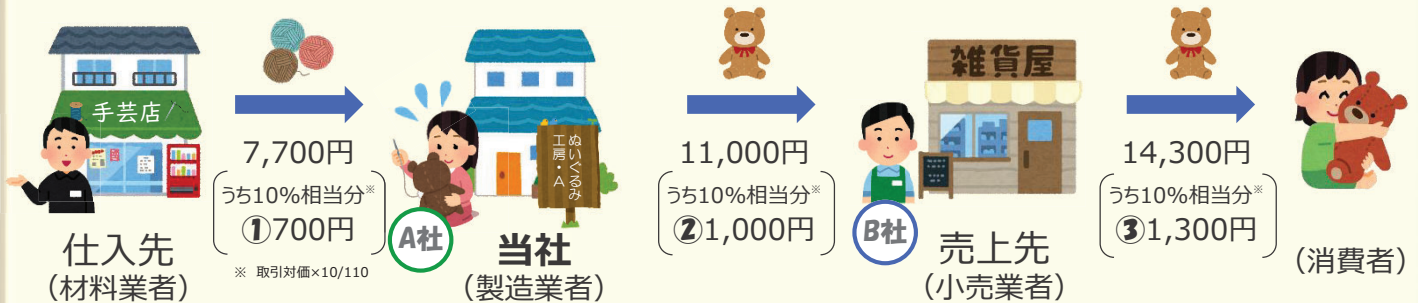 手芸店
7,700円
うち10%相当分※
①700円
仕入先
(材料業者)
※ 取引対価×10/110
ぬいぐるみ
工房・A
A社
当社
(製造業者)
11,000円
うち10%相当分※
②1,000円
雑貨屋
B社
売上先
(小売業者)
14,300円
うち10%相当分※
③1,300円
(消費者)